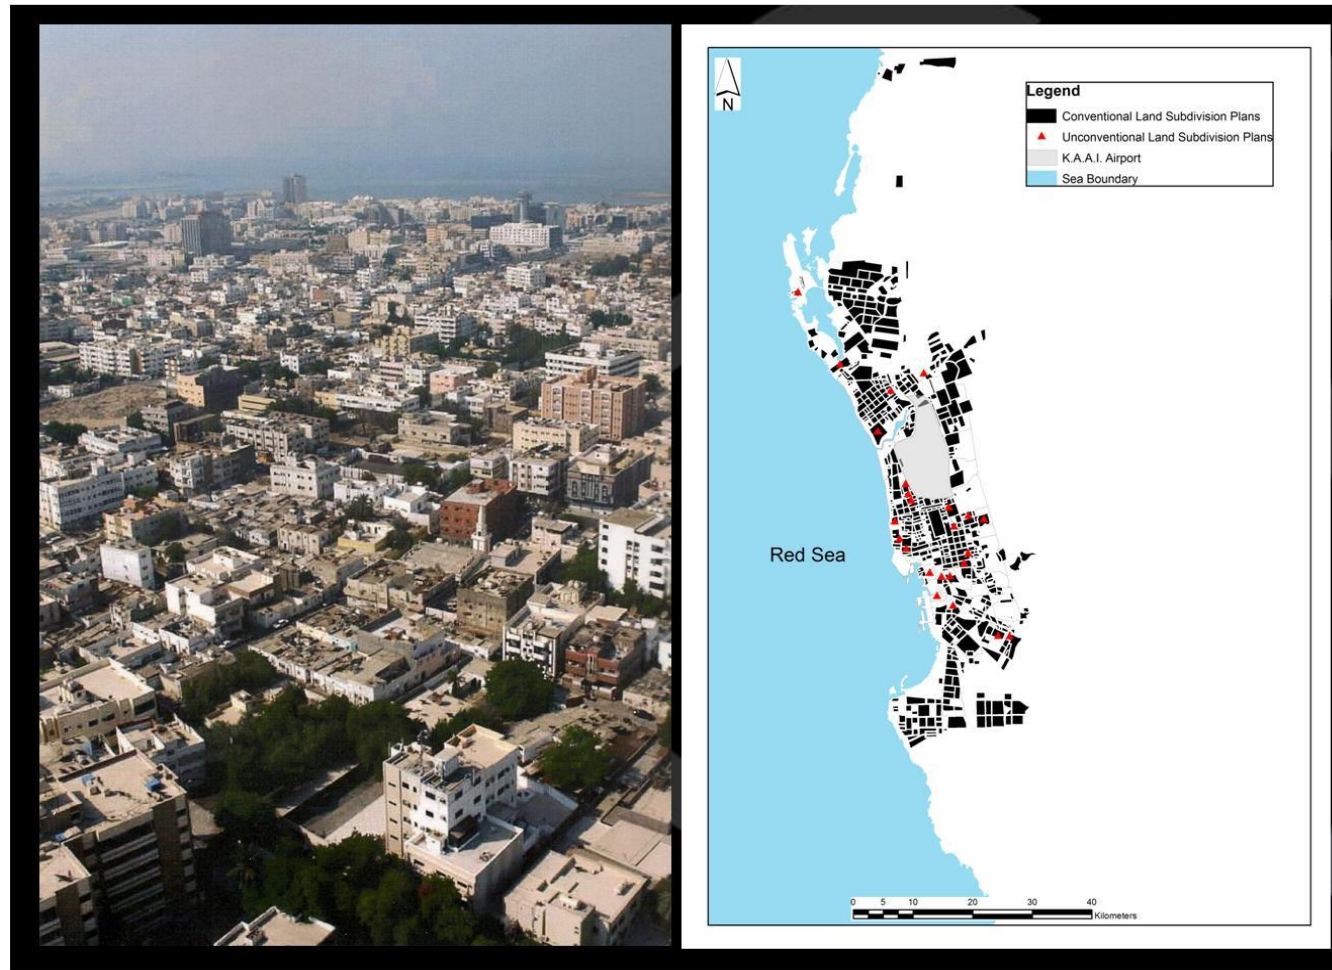 N
Legend
Conventional Land Subdivision Plans
Unconventional Land Subdivision Plans
K.A.A.I. Airport
Sea Boundary
Red Sea
0 5 10 20 30 40
Kilometers